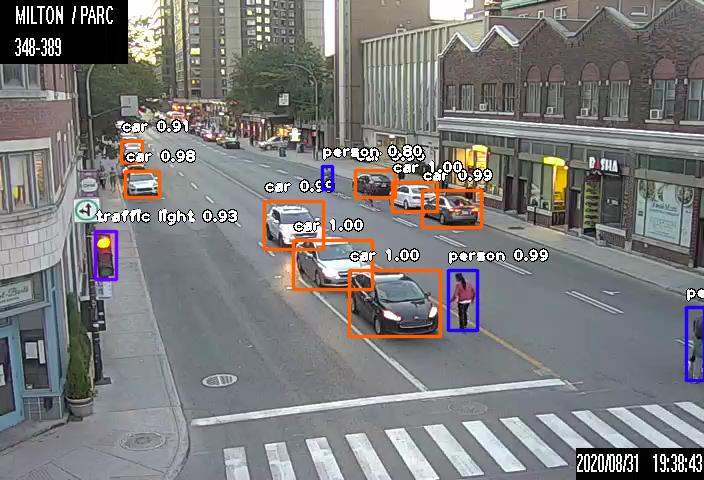 MILTON / PARC
348-389
car 0.91
car 0.98
person 0.80
car 1.00
car 0.99
car 0.9
traffic light 0.93
car 1.00
car 1.00
person 0.99
pe
2020/08/31 19:38:43